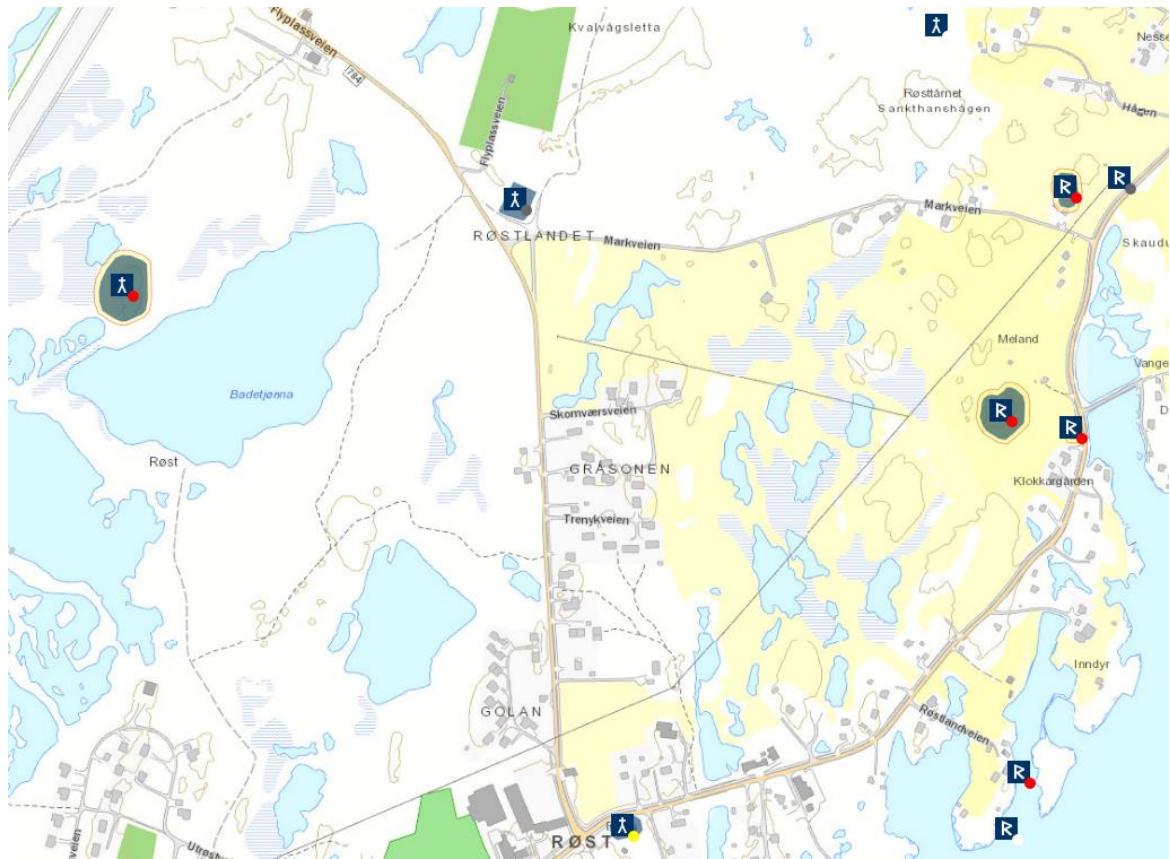 Flyplassveien
Kvalvågsletta
Nesse
784
Røsttårnet
Sankthanshågen
Hågen
Flyplassveien
R
R
Markveien
RØSTLANDET
Markveien
Skaudu
Meland
Vange
Badetjønna
R
D
Skomværsveien
R
Røst
GRÅSONEN
Klokkargården
Trenykveien
Inndyr
GOLAN
Røstlandveien
R
R
RØST
Utrøst